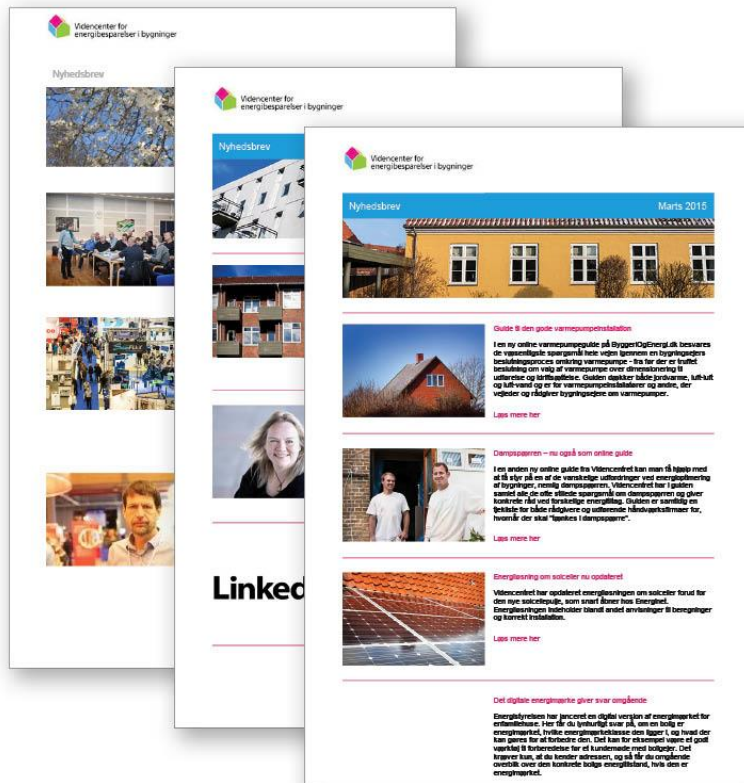 Videncenter for
energibesparelser i bygninger
Nyhedsbrev
Videncenter for
energibesparelser i bygninger
Nyhedsbrev
Linked
Videncenter for
energibesparelser i bygninger
Nyhedsbrev Marts 2015
Guide til den gode varmepumpeinstallation
I en ny online varmepumpeguide på ByggeriOgEnergi.dk besvares
de væsentligste spørgsmål hele vejen igennem en bygningsejers
beslutningsproces omkring varmepumpe - fra før der er truffet
beslutning om valg af varmepumpe over dimensionering til
udførelse og idriftsættelse. Guiden dækker både jordvarme, luft-luft
og luft-vand og er for varmepumpeinstallatører og andre, der
vejleder og rådgiver bygningsejere om varmepumper.
Læs mere her
Dampspærren – nu også som online guide
I en anden ny online guide fra Videncentret kan man få hjælp med
at få styr på en af de vanskelige udfordringer ved energioptimering
af bygninger, nemlig dampspærren. Videncentret har i guiden
samlet alle de ofte stillede spørgsmål om dampspærren og giver
konkrete råd ved forskellige energitiltag. Guiden er samtidig en
tjekliste for både rådgivere og udførende håndværksfirmaer for,
hvornår der skal "tænkes i dampspærre".
Læs mere her
Energiløsning om solceller nu opdateret
Videncentret har opdateret energiløsningen om solceller forud for
den nye solcellepulje, som snart åbner hos Energinet.
Energiløsningen indeholder blandt andet anvisninger til beregninger
og korrekt installation.
Læs mere her
Det digitale energimærke giver svar omgående
Energistyrelsen har lanceret en digital version af energimærket for
enfamiliehuse. Her får du lynhurtigt svar på, om en bolig er
energimærket, hvilke energimærkeklasse den ligger i, og hvad der
kan gøres for at forbedre den. Det kan for eksempel være et godt
værktøj til forberedelse før et kundemøde med boligejer. Det
kræver kun, at du kender adressen, og så får du omgående
overblik over den konkrete boligs energitilstand, hvis den er
energimærket.